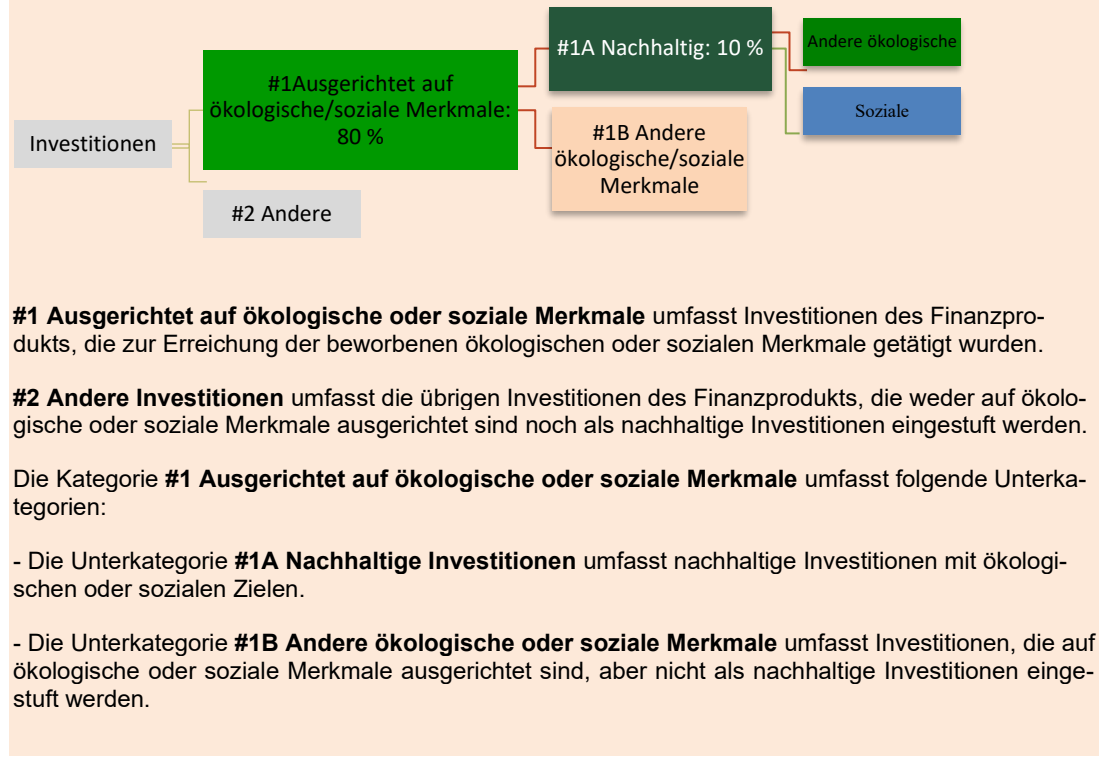 Investitionen
#1Ausgerichtet auf
ökologische/soziale Merkmale:
80 %
#2 Andere
#1A Nachhaltig: 10 %
#1B Andere
ökologische/soziale
Merkmale
Andere ökologische
Soziale
#1 Ausgerichtet auf ökologische oder soziale Merkmale umfasst Investitionen des Finanzpro-
dukts, die zur Erreichung der beworbenen ökologischen oder sozialen Merkmale getätigt wurden.
#2 Andere Investitionen umfasst die übrigen Investitionen des Finanzprodukts, die weder auf ökolo-
gische oder soziale Merkmale ausgerichtet sind noch als nachhaltige Investitionen eingestuft werden.
Die Kategorie #1 Ausgerichtet auf ökologische oder soziale Merkmale umfasst folgende Unterka-
tegorien:
- Die Unterkategorie #1A Nachhaltige Investitionen umfasst nachhaltige Investitionen mit ökologi-
schen oder sozialen Zielen.
- Die Unterkategorie #1B Andere ökologische oder soziale Merkmale umfasst Investitionen, die auf
ökologische oder soziale Merkmale ausgerichtet sind, aber nicht als nachhaltige Investitionen einge-
stuft werden.